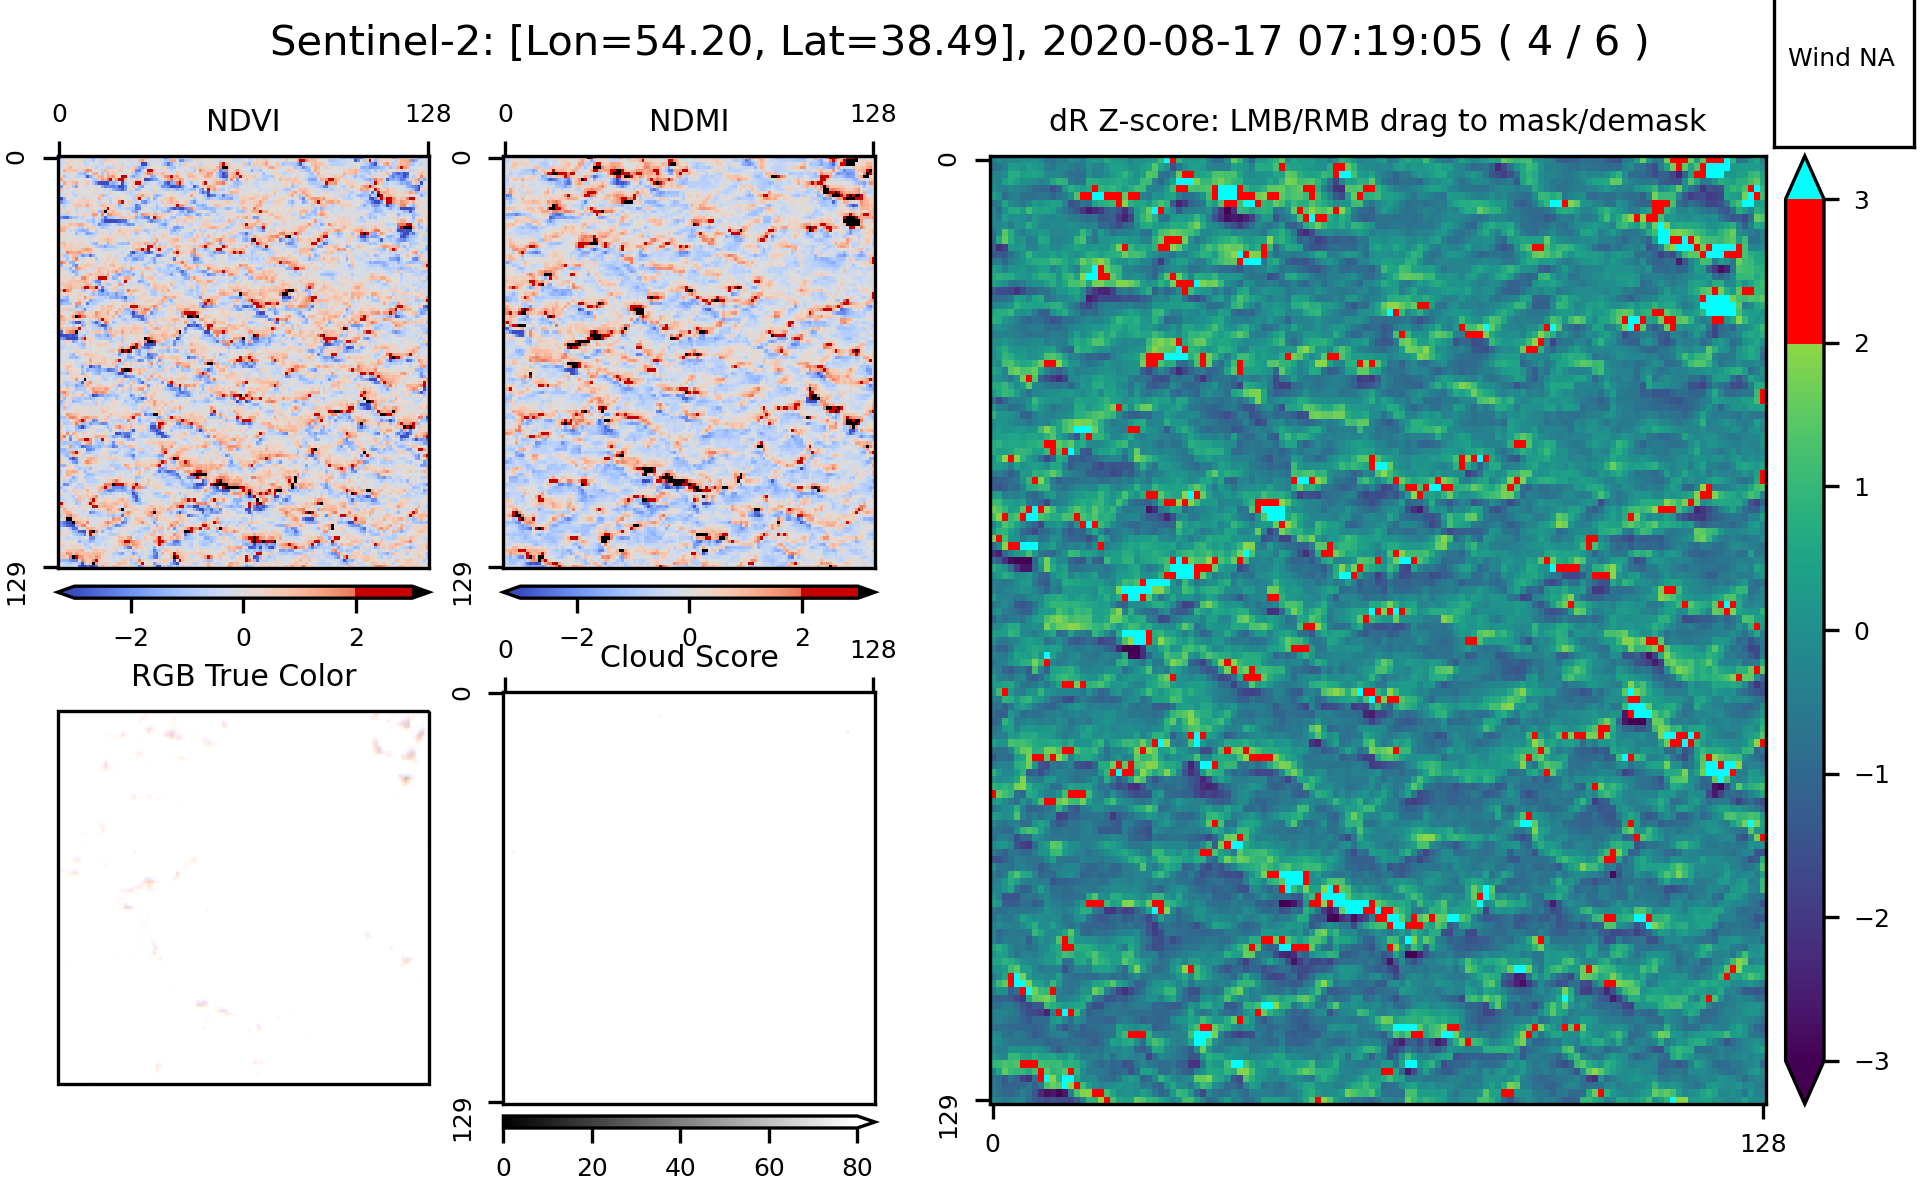 Sentinel-2: [Lon=54.20, Lat=38.49], 2020-08-17 07:19:05 ( 4 / 6 )
Wind NA
NDVI
0 128
0
129
−2 0 2
NDMI
0 128
0
129
−2 0 2
dR Z-score: LMB/RMB drag to mask/demask
0
129
0 128
3
2
1
0
−1
−2
−3
RGB True Color
Cloud Score
0 128
0
129
0 20 40 60 80